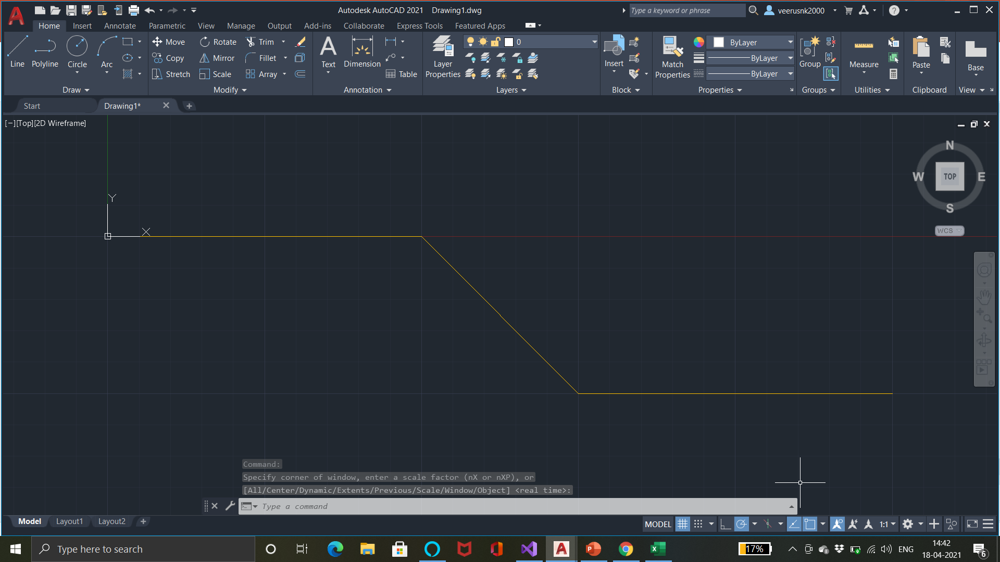 Autodesk AutoCAD 2021 Drawing1.dwg
Type a keyword or phrase
veerusnk2000
Home Insert Annotate Parametric View Manage Output Add-ins Collaborate Express Tools Featured Apps
Line Polyline Circle Arc
Draw
Move Rotate Trim
Copy Mirror Fillet
Stretch Scale Array
Modify
Text Dimension Table
Annotation
Layer Properties
0
Layers
Insert
Block
Match Properties
ByLayer
ByLayer
ByLayer
Properties
Group
Groups
Measure
Utilities
Paste
Clipboard
Base
View
Start Drawing1*
[−][Top][2D Wireframe]
N
W TOP E
S
WCS
Y
X
Command:
Specify corner of window, enter a scale factor (nX or nXP), or
[All/Center/Dynamic/Extents/Previous/Scale/Window/Object] <real time>:
Type a command
Model Layout1 Layout2
MODEL 1:1
Type here to search
17%
ENG
14:42
18-04-2021
6